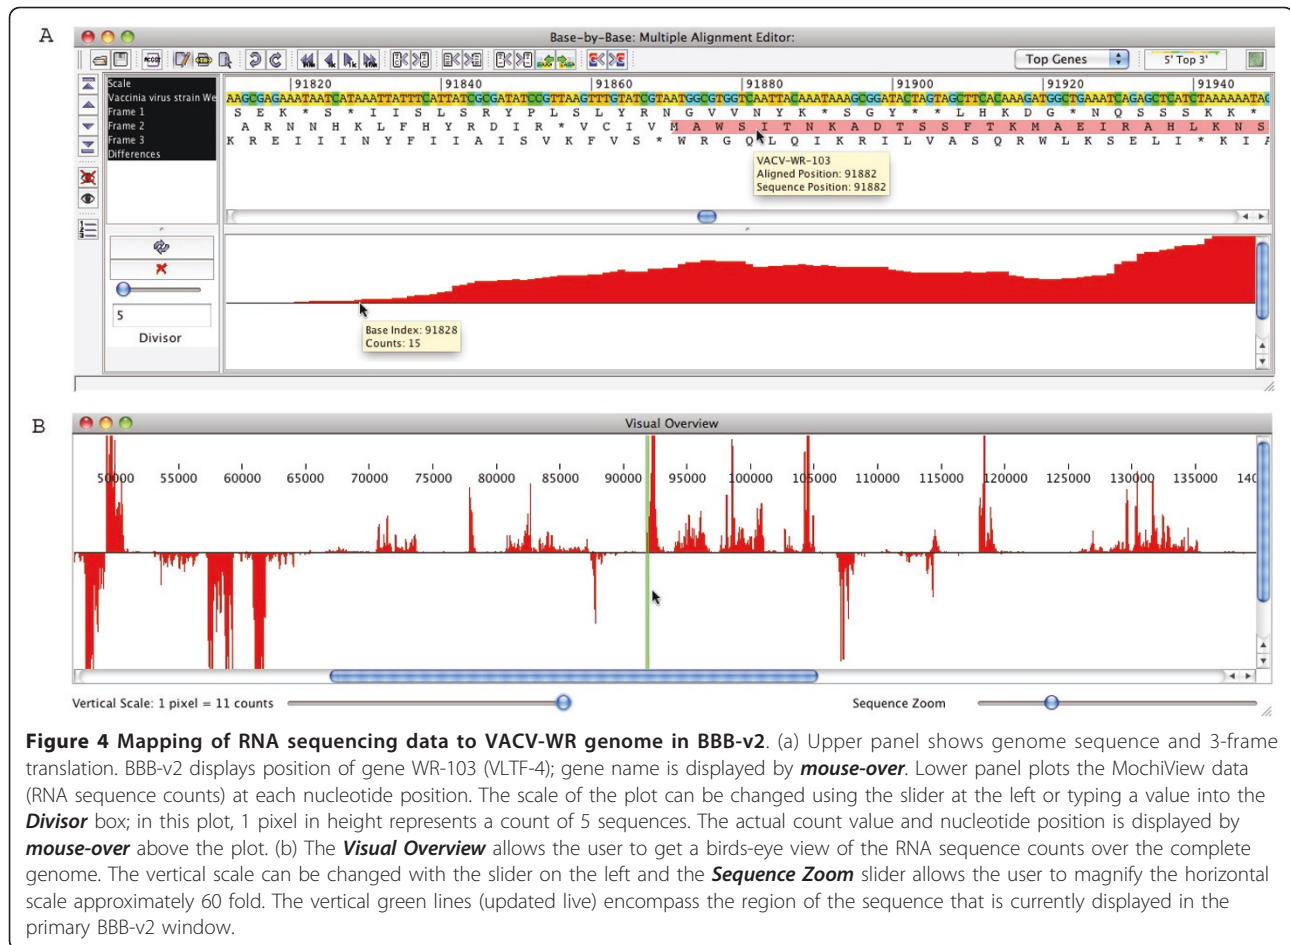 A
Base-by-Base: Multiple Alignment Editor:
Top Genes
5' Top 3'
Scale
91820 91840 91860 91880 91900 91920 91940
Vaccinia virus strain We
AAGCGAGAAATAATCATAAATTATTTCATTATCGCGATATCCGTTAAGTTTGTATCGTAATGGCGTGGTCAATTACAAATAAAGCGGATACTAGTAGCTTCACAAAGATGGCTGAAATCAGAGCTCATCTAAAAAATAG
Frame 1
S E K * S * I I S L S R Y P L S L Y R N G V V N Y K * S G Y * * L H K D G * N Q S S S K K *
Frame 2
A R N N H K L F H Y R D I R * V C I V M A W S I T N K A D T S S F T K M A E I R A H L K N S
Frame 3
K R E I I I N Y F I I A I S V K F V S * W R G Q L Q I K R I L V A S Q R W L K S E L I * K I A
Differences
VACV-WR-103
Aligned Position: 91882
Sequence Position: 91882
5
Divisor
Base Index: 91828
Counts: 15
B
Visual Overview
50000 55000 60000 65000 70000 75000 80000 85000 90000 95000 100000 105000 110000 115000 120000 125000 130000 135000 140
Vertical Scale: 1 pixel = 11 counts
Sequence Zoom
Figure 4 Mapping of RNA sequencing data to VACV-WR genome in BBB-v2. (a) Upper panel shows genome sequence and 3-frame
translation. BBB-v2 displays position of gene WR-103 (VLTF-4); gene name is displayed by mouse-over. Lower panel plots the MochiView data
(RNA sequence counts) at each nucleotide position. The scale of the plot can be changed using the slider at the left or typing a value into the
Divisor box; in this plot, 1 pixel in height represents a count of 5 sequences. The actual count value and nucleotide position is displayed by
mouse-over above the plot. (b) The Visual Overview allows the user to get a birds-eye view of the RNA sequence counts over the complete
genome. The vertical scale can be changed with the slider on the left and the Sequence Zoom slider allows the user to magnify the horizontal
scale approximately 60 fold. The vertical green lines (updated live) encompass the region of the sequence that is currently displayed in the
primary BBB-v2 window.